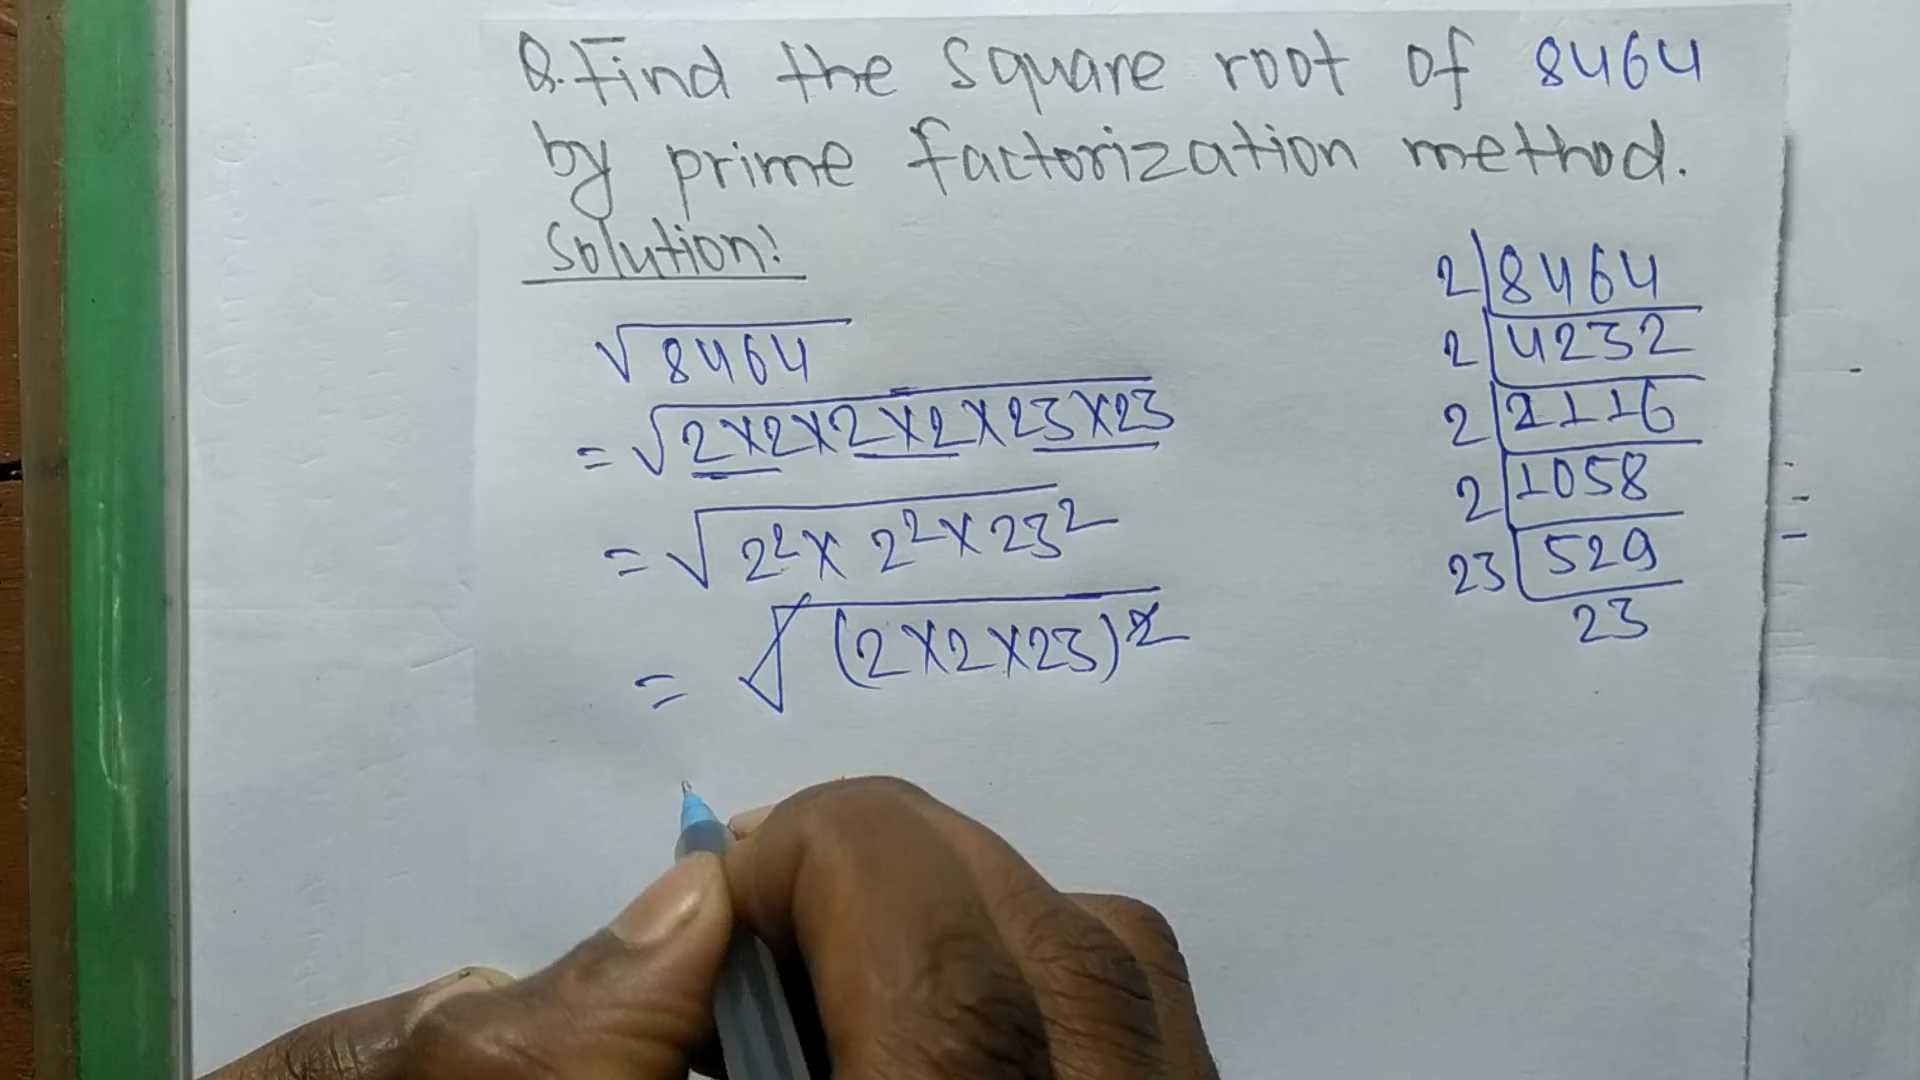 Q. Find the square root of 8464
by prime factorization method.
Solution:
√8464
= √2×2×2×2×23×23
= √2²×2²×23²
= √(2×2×23)²
2 | 8464
2 | 4232
2 | 2116
2 | 1058
23 | 529
23